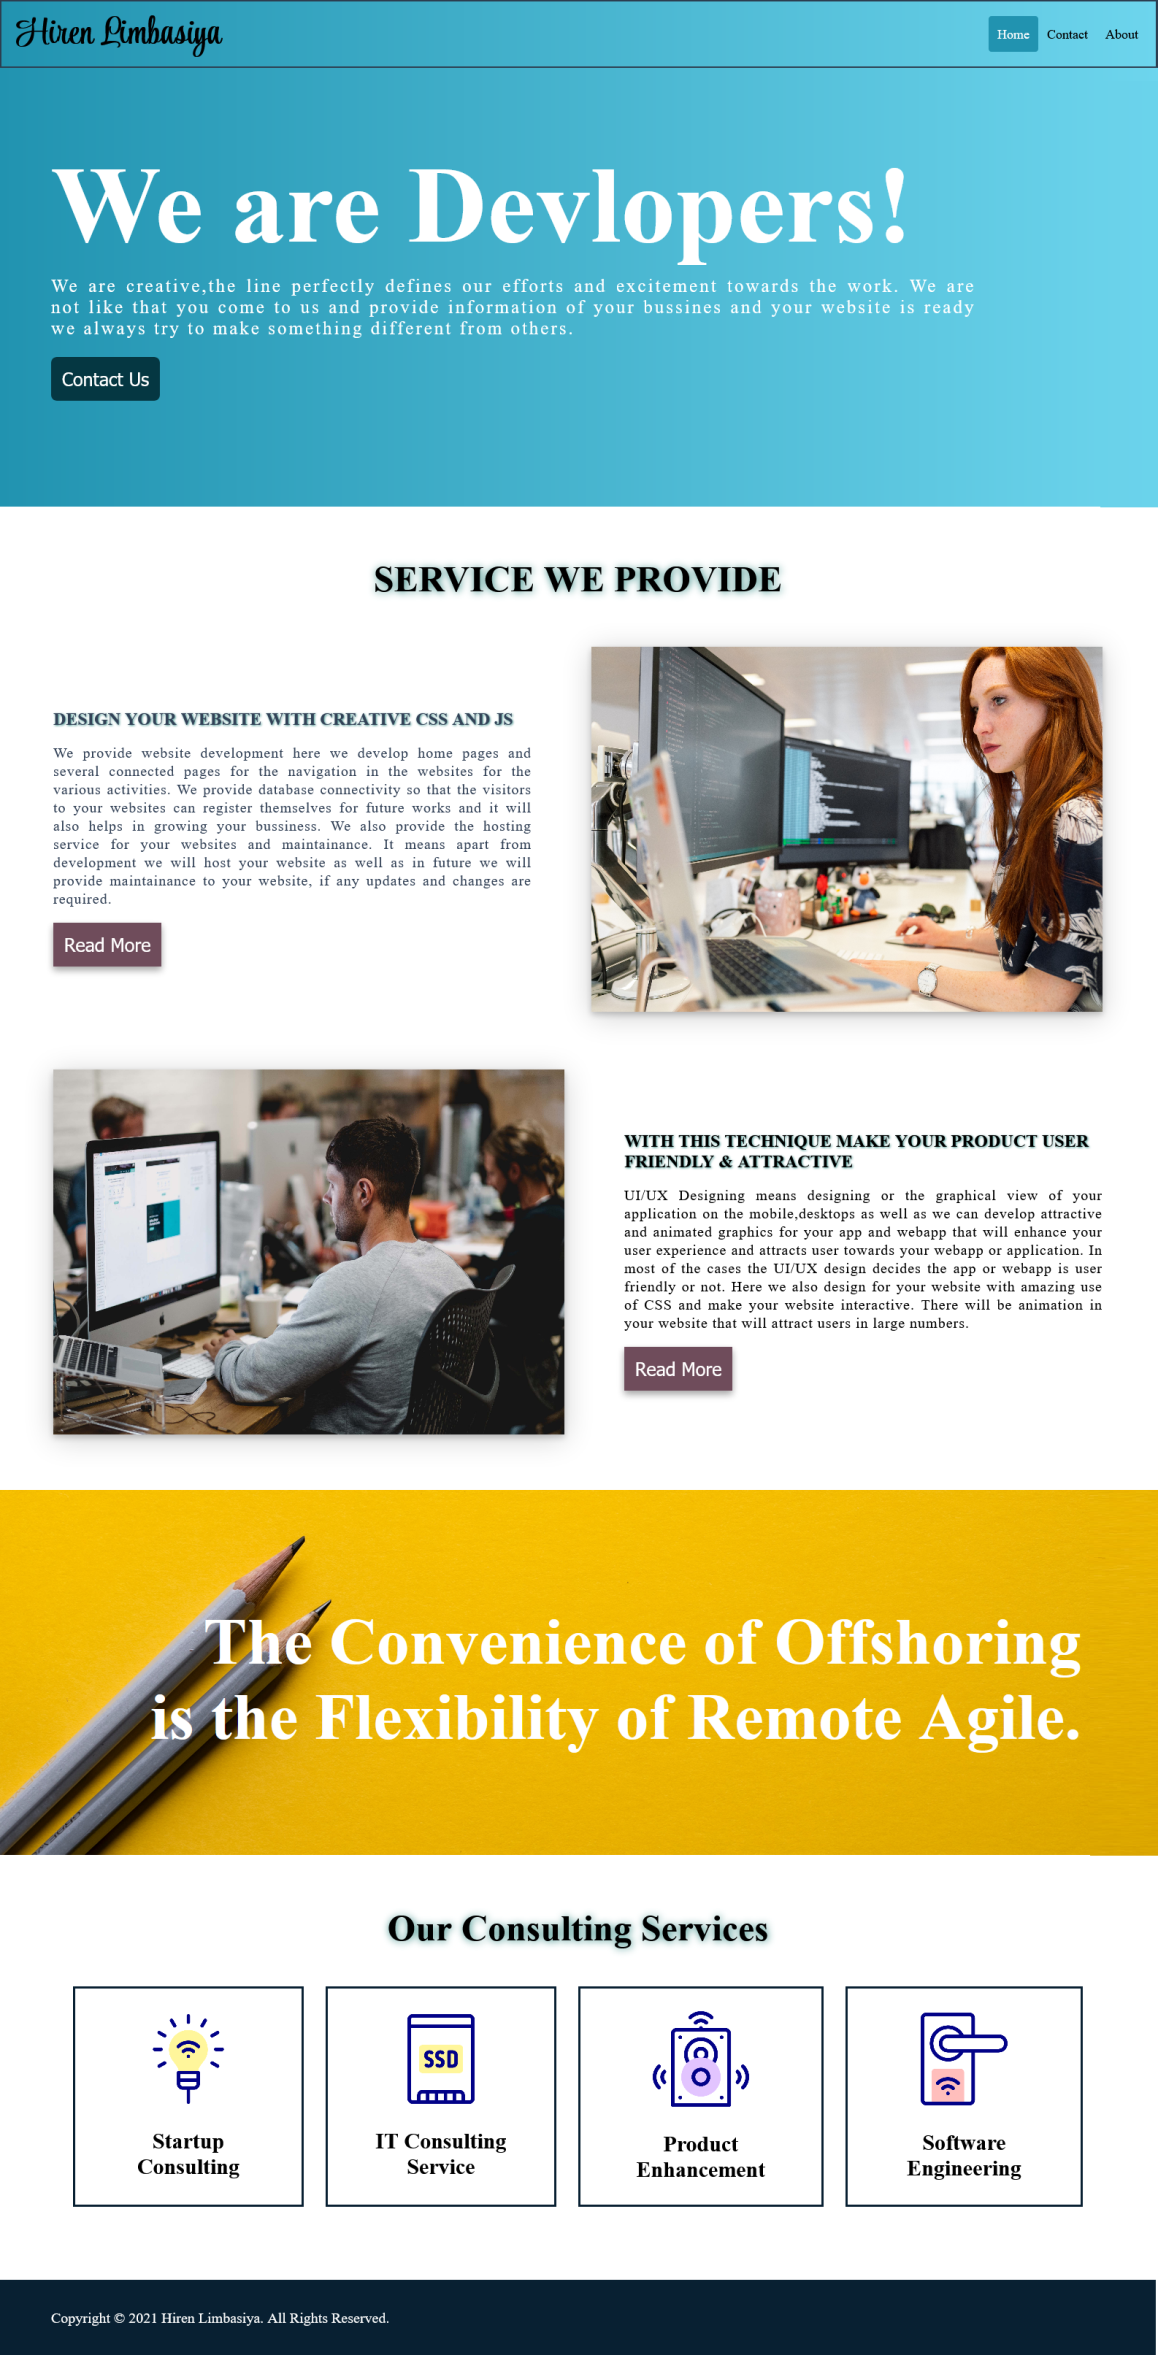 Hiren Limbasiya
Home Contact About
We are Devlopers!
We are creative,the line perfectly defines our efforts and excitement towards the work. We are
not like that you come to us and provide information of your bussines and your website is ready
we always try to make something different from others.
Contact Us
SERVICE WE PROVIDE
DESIGN YOUR WEBSITE WITH CREATIVE CSS AND JS
We provide website development here we develop home pages and
several connected pages for the navigation in the websites for the
various activities. We provide database connectivity so that the visitors
to your websites can register themselves for future works and it will
also helps in growing your bussiness. We also provide the hosting
service for your websites and maintainance. It means apart from
development we will host your website as well as in future we will
provide maintainance to your website, if any updates and changes are
required.
Read More
WITH THIS TECHNIQUE MAKE YOUR PRODUCT USER
FRIENDLY & ATTRACTIVE
UI/UX Designing means designing or the graphical view of your
application on the mobile,desktops as well as we can develop attractive
and animated graphics for your app and webapp that will enhance your
user experience and attracts user towards your webapp or application. In
most of the cases the UI/UX design decides the app or webapp is user
friendly or not. Here we also design for your website with amazing use
of CSS and make your website interactive. There will be animation in
your website that will attract users in large numbers.
Read More
The Convenience of Offshoring
is the Flexibility of Remote Agile.
Our Consulting Services
Startup
Consulting
SSD
IT Consulting
Service
Product
Enhancement
Software
Engineering
Copyright © 2021 Hiren Limbasiya. All Rights Reserved.